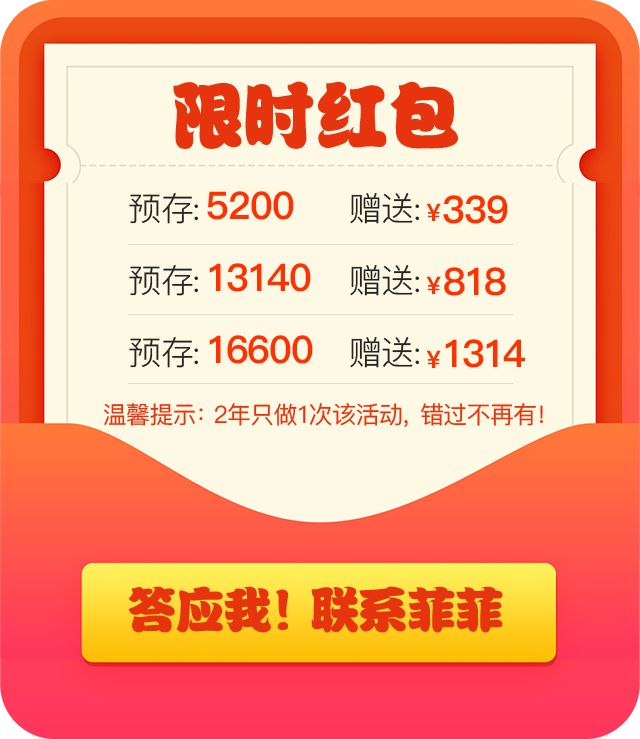 限时红包
预存: 5200 赠送: ¥339
预存: 13140 赠送: ¥818
预存: 16600 赠送: ¥1314
温馨提示：2年只做1次该活动，错过不再有！
答应我！联系菲菲